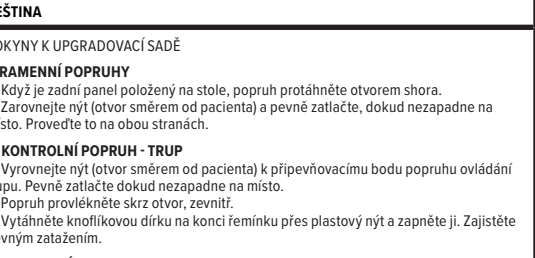 EŠTINA
OKYNY K UPGRADOVACÍ SADĚ
RAMENNÍ POPRUHY
Když je zadní panel položený na stole, popruh protáhněte otvorem shora.
Zarovnejte nýt (otvor směrem od pacienta) a pevně zatlačte, dokud nezapadne na
ísto. Proveďte to na obou stranách.
KONTROLNÍ POPRUH - TRUP
Vyrovnejte nýt (otvor směrem od pacienta) k připevňovacímu bodu popruhu ovládání
upu. Pevně zatlačte dokud nezapadne na místo.
Popruh provlékněte skrz otvor, zevnitř.
Vytáhněte knoflíkovou dírku na konci řemínku přes plastový nýt a zapněte ji. Zajistěte
evným zatažením.